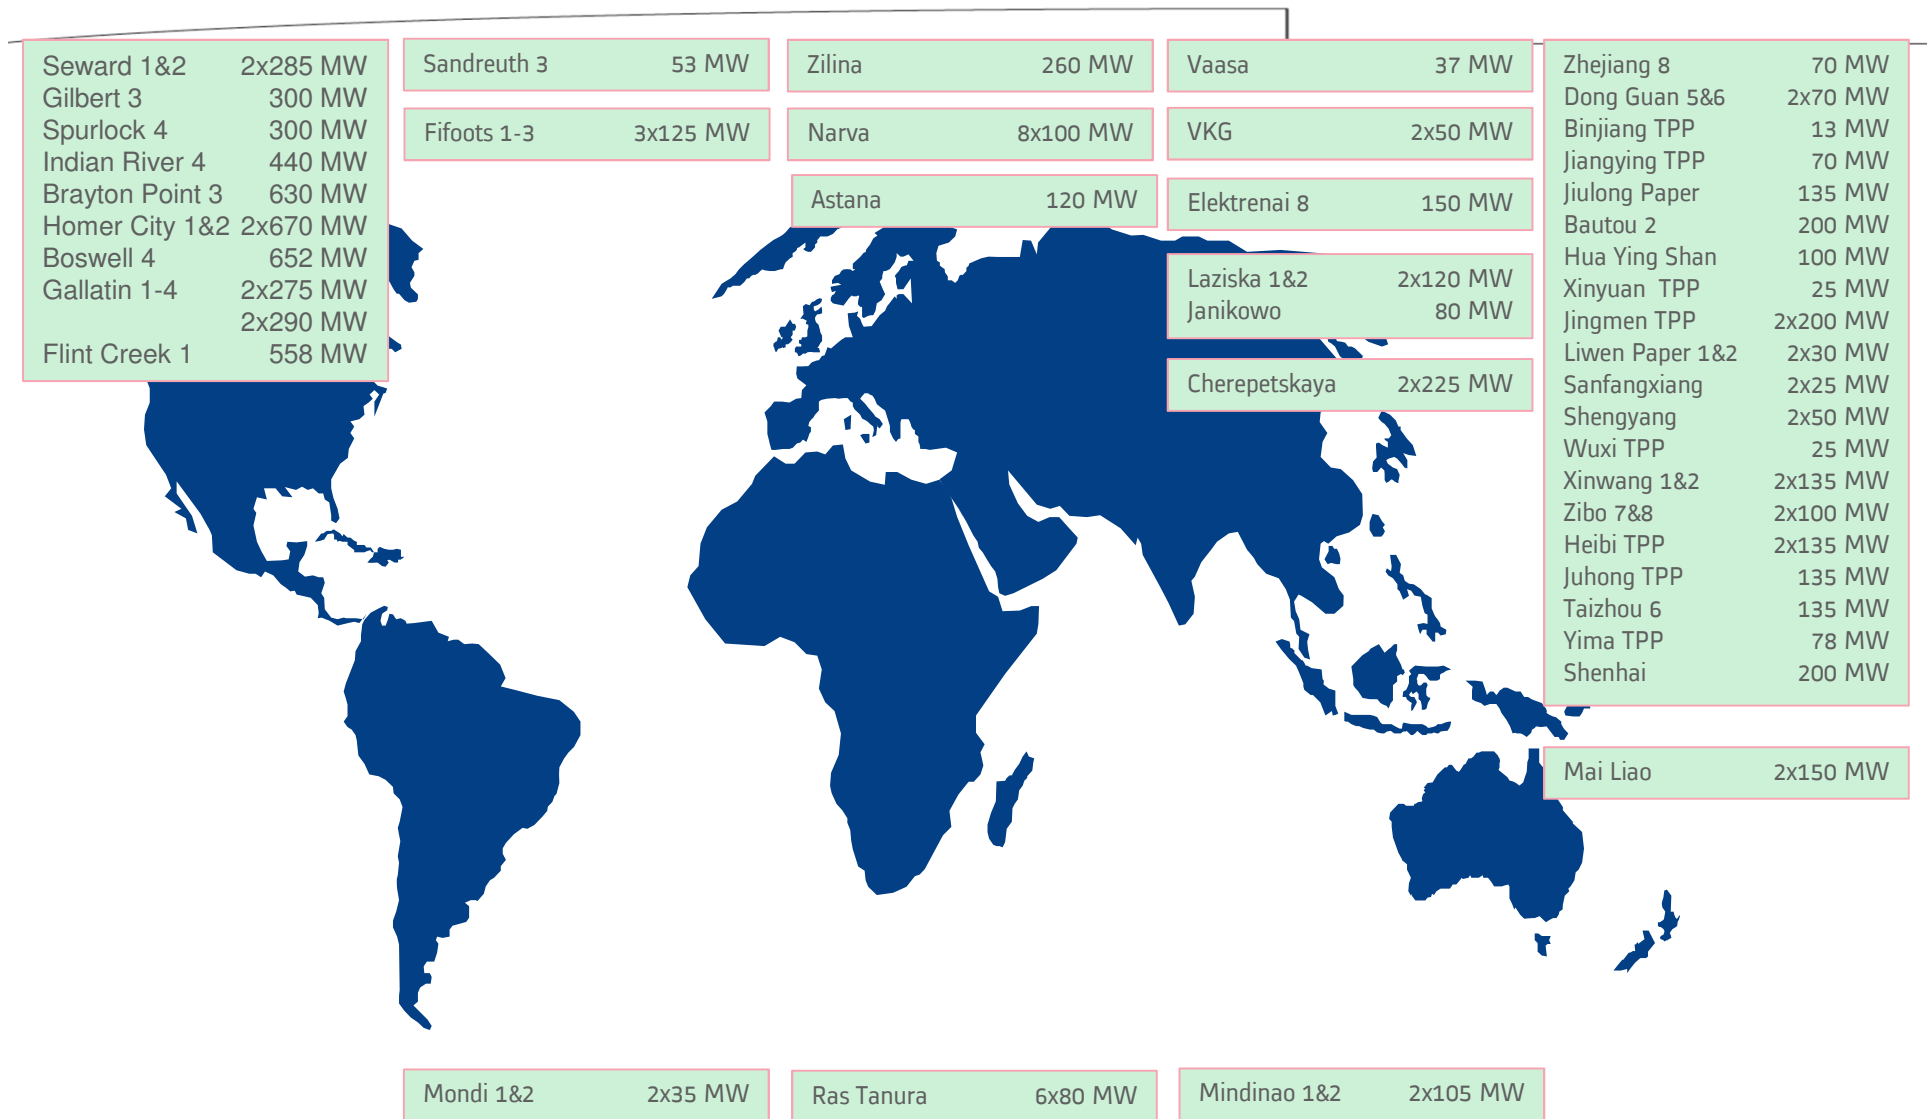 Seward 1&2 2x285 MW
Gilbert 3 300 MW
Spurlock 4 300 MW
Indian River 4 440 MW
Brayton Point 3 630 MW
Homer City 1&2 2x670 MW
Boswell 4 652 MW
Gallatin 1-4 2x275 MW
2x290 MW
Flint Creek 1 558 MW
Sandreuth 3 53 MW
Fifoots 1-3 3x125 MW
Zilina 260 MW
Narva 8x100 MW
Astana 120 MW
Vaasa 37 MW
VKG 2x50 MW
Elektrenai 8 150 MW
Laziska 1&2 2x120 MW
Janikowo 80 MW
Cherepetskaya 2x225 MW
Zhejiang 8 70 MW
Dong Guan 5&6 2x70 MW
Binjiang TPP 13 MW
Jiangying TPP 70 MW
Jiulong Paper 135 MW
Bautou 2 200 MW
Hua Ying Shan 100 MW
Xinyuan TPP 25 MW
Jingmen TPP 2x200 MW
Liwen Paper 1&2 2x30 MW
Sanfangxiang 2x25 MW
Shengyang 2x50 MW
Wuxi TPP 25 MW
Xinwang 1&2 2x135 MW
Zibo 7&8 2x100 MW
Heibi TPP 2x135 MW
Juhong TPP 135 MW
Taizhou 6 135 MW
Yima TPP 78 MW
Shenhai 200 MW
Mai Liao 2x150 MW
Mondi 1&2 2x35 MW
Ras Tanura 6x80 MW
Mindinao 1&2 2x105 MW